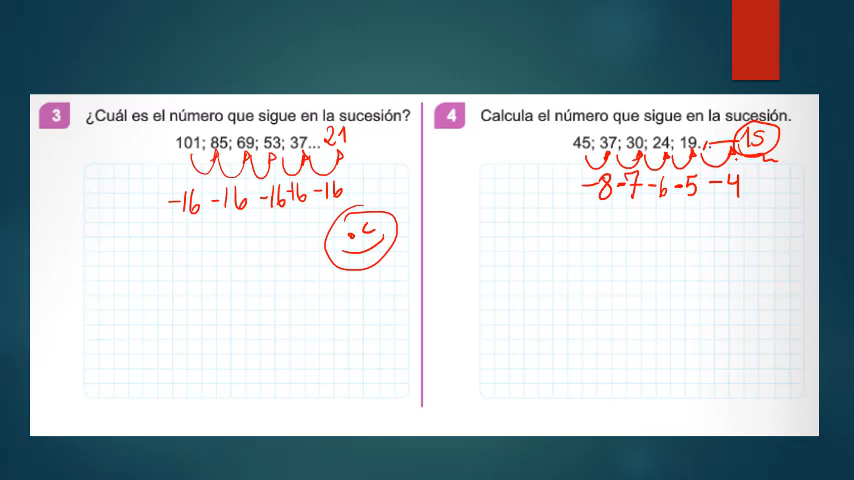 3 ¿Cuál es el número que sigue en la sucesión?
101; 85; 69; 53; 37... 21
-16 -16 -16 -16 -16
4 Calcula el número que sigue en la sucesión.
45; 37; 30; 24; 19... 15
-8 -7 -6 -5 -4